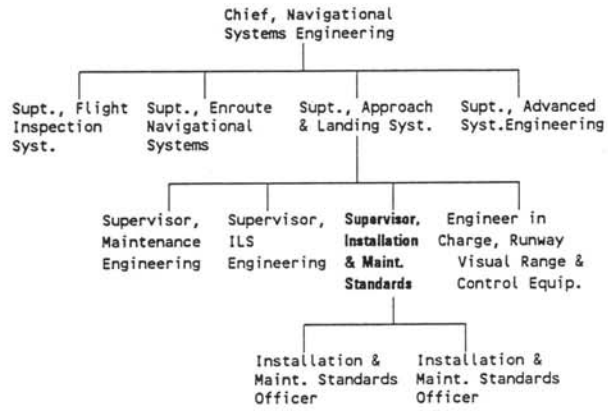 Chief, Navigational
Systems Engineering
Supt., Flight
Inspection
Syst.
Supt., Enroute
Navigational
Systems
Supt., Approach
& Landing Syst.
Supt., Advanced
Syst.Engineering
Supervisor,
Maintenance
Engineering
Supervisor,
ILS
Engineering
Supervisor,
Installation
& Maint.
Standards
Engineer in
Charge, Runway
Visual Range &
Control Equip.
Installation &
Maint. Standards
Officer
Installation &
Maint. Standards
Officer